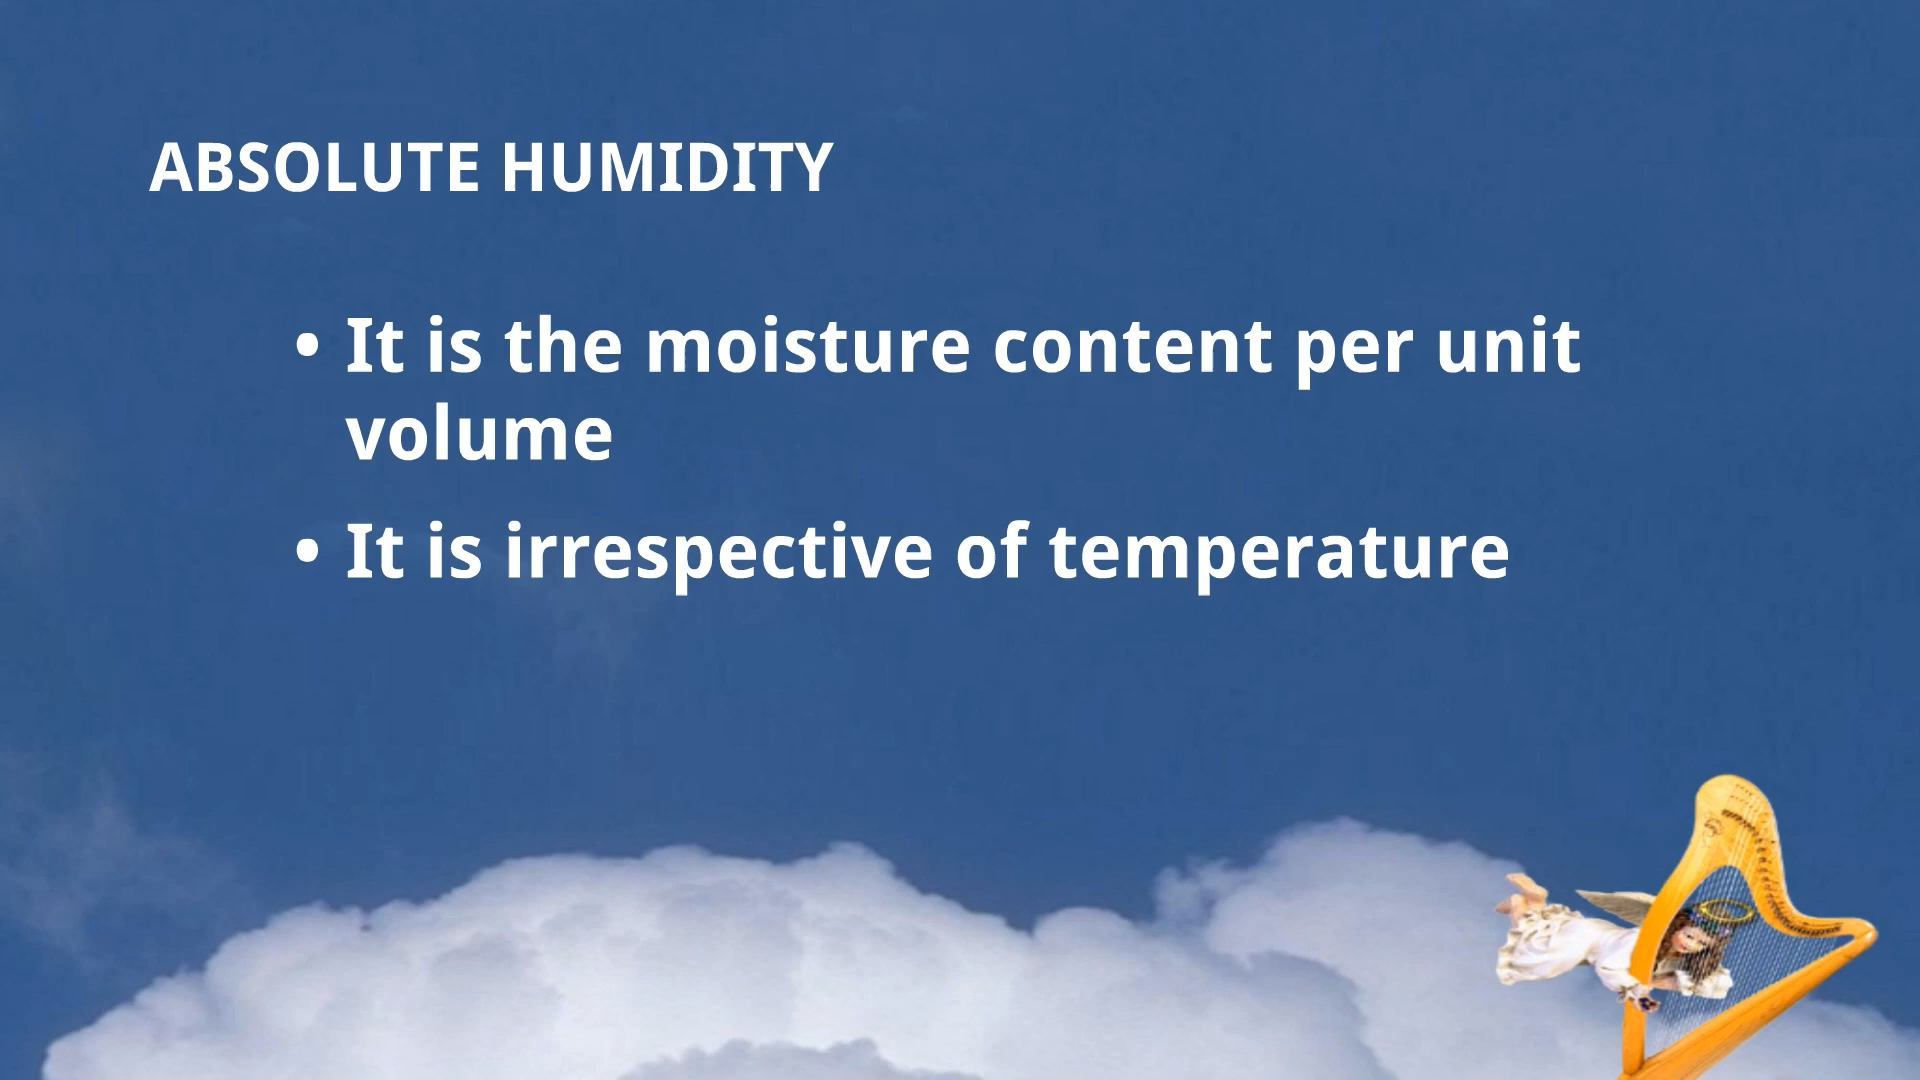 ABSOLUTE HUMIDITY
• It is the moisture content per unit
volume
• It is irrespective of temperature